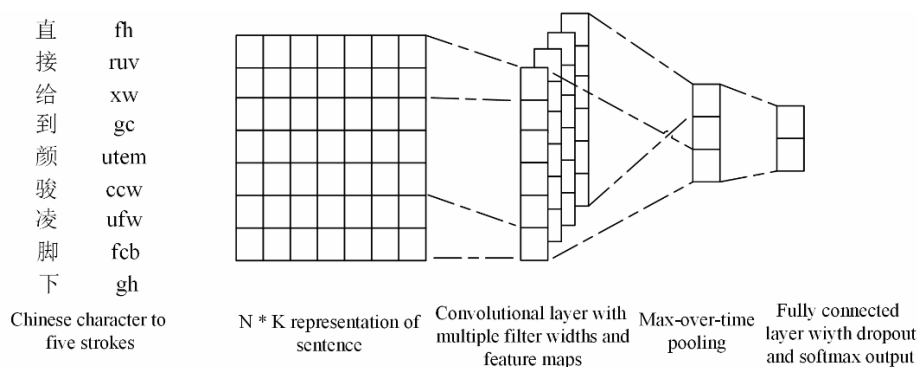 直 fh
接 ruv
给 xw
到 gc
颜 utem
骏 ccw
凌 ufw
脚 fcb
下 gh
Chinese character to
five strokes
N * K representation of
sentence
Convolutional layer with
multiple filter widths and
feature maps
Max-over-time
pooling
Fully connected
layer wiyth dropout
and softmax output